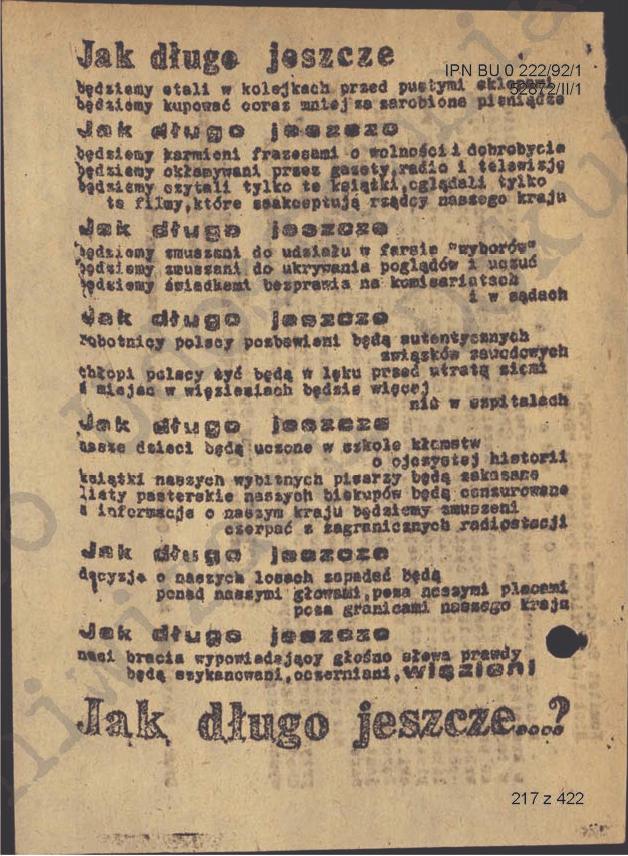 Jak długo jeszcze
IPN BU 0 222/92/1
52872/II/1
będziemy stali w kolejkach przed pustymi sklepami
będziemy kupować coraz mniej za zarobione pieniądze
Jak długo jeszcze
będziemy karmieni frazesami o wolności i dobrobycie
będziemy okłamywani przez gazety,radio i telewizję
będziemy czytali tylko te książki,oglądali tylko
te filmy,które zaakceptują rządcy naszego kraju
Jak długo jeszcze
będziemy zmuszani do udziału w farsie "wyborów"
będziemy zmuszani do ukrywania poglądów i uczuć
będziemy świadkami bezprawia na komisariatach
i w sądach
Jak długo jeszcze
robotnicy polscy pozbawieni będą autentycznych
związków zawodowych
chłopi polscy żyć będą w lęku przed utratą ziemi
a miejsc w więzieniach będzie więcej
niż w szpitalach
Jak długo jeszcze
nasze dzieci będą uczone w szkole kłamstw
o ojczystej historii
książki naszych wybitnych pisarzy będą zakazane
listy pasterskie naszych biskupów będą cenzurowane
a informacje o naszym kraju będziemy zmuszeni
czerpać z zagranicznych radiostacji
Jak długo jeszcze
decyzje o naszych losach zapadać będą
ponad naszymi głowami,poza naszymi plecami
poza granicami naszego kraju
Jak długo jeszcze
nasi bracia wypowiadający głośno słowa prawdy
będą szykanowani,oczerniani,więzieni
Jak długo jeszcze....?
217 z 422